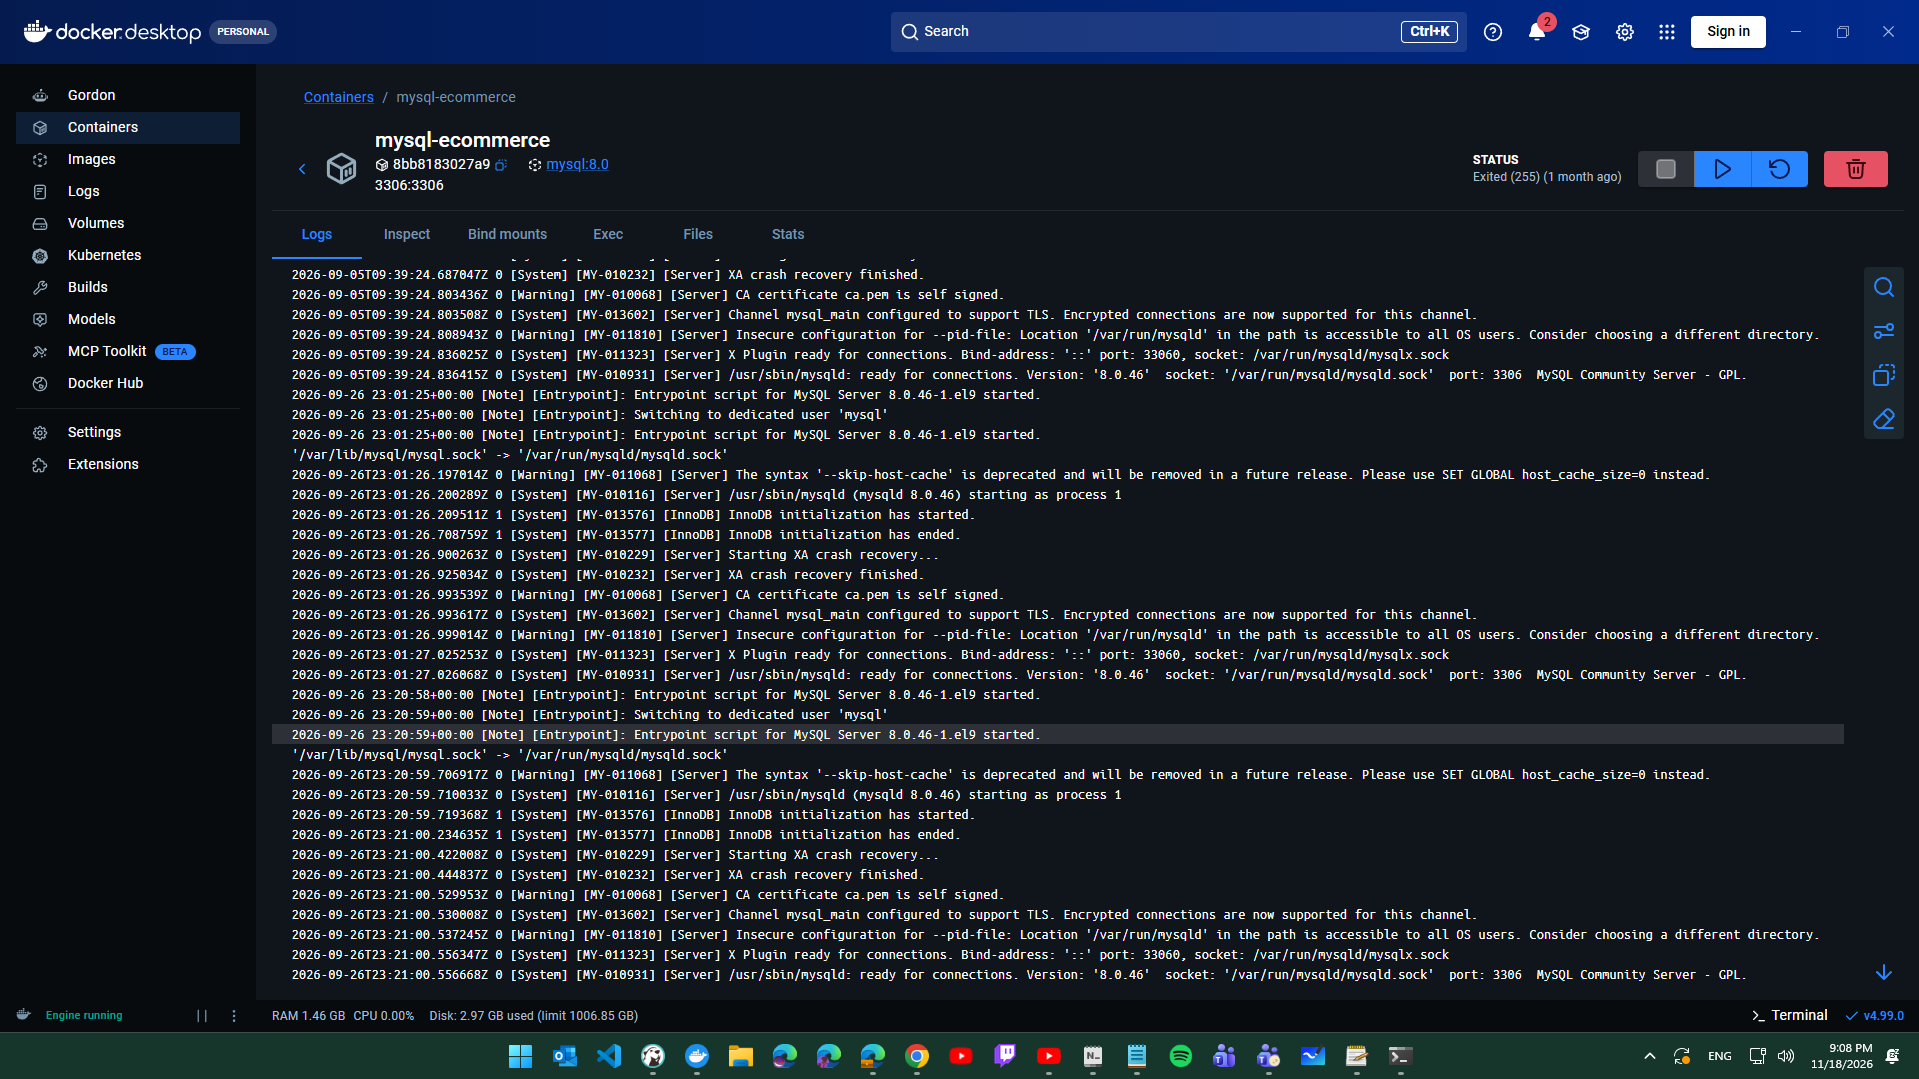 docker.desktop PERSONAL
Search Ctrl+K
2
Sign in
Gordon
Containers
Images
Logs
Volumes
Kubernetes
Builds
Models
MCP Toolkit BETA
Docker Hub
Settings
Extensions
Containers / mysql-ecommerce
mysql-ecommerce
8bb8183027a9 mysql:8.0
3306:3306
STATUS
Exited (255) (1 month ago)
Logs Inspect Bind mounts Exec Files Stats
2026-09-05T09:39:24.687047Z 0 [System] [MY-010232] [Server] XA crash recovery finished.
2026-09-05T09:39:24.803436Z 0 [Warning] [MY-010068] [Server] CA certificate ca.pem is self signed.
2026-09-05T09:39:24.803508Z 0 [System] [MY-013602] [Server] Channel mysql_main configured to support TLS. Encrypted connections are now supported for this channel.
2026-09-05T09:39:24.808943Z 0 [Warning] [MY-011810] [Server] Insecure configuration for --pid-file: Location '/var/run/mysqld' in the path is accessible to all OS users. Consider choosing a different directory.
2026-09-05T09:39:24.836025Z 0 [System] [MY-011323] [Server] X Plugin ready for connections. Bind-address: '::' port: 33060, socket: /var/run/mysqld/mysqlx.sock
2026-09-05T09:39:24.836415Z 0 [System] [MY-010931] [Server] /usr/sbin/mysqld: ready for connections. Version: '8.0.46'  socket: '/var/run/mysqld/mysqld.sock'  port: 3306  MySQL Community Server - GPL.
2026-09-26 23:01:25+00:00 [Note] [Entrypoint]: Entrypoint script for MySQL Server 8.0.46-1.el9 started.
2026-09-26 23:01:25+00:00 [Note] [Entrypoint]: Switching to dedicated user 'mysql'
2026-09-26 23:01:25+00:00 [Note] [Entrypoint]: Entrypoint script for MySQL Server 8.0.46-1.el9 started.
'/var/lib/mysql/mysql.sock' -> '/var/run/mysqld/mysqld.sock'
2026-09-26T23:01:26.197014Z 0 [Warning] [MY-011068] [Server] The syntax '--skip-host-cache' is deprecated and will be removed in a future release. Please use SET GLOBAL host_cache_size=0 instead.
2026-09-26T23:01:26.200289Z 0 [System] [MY-010116] [Server] /usr/sbin/mysqld (mysqld 8.0.46) starting as process 1
2026-09-26T23:01:26.209511Z 1 [System] [MY-013576] [InnoDB] InnoDB initialization has started.
2026-09-26T23:01:26.708759Z 1 [System] [MY-013577] [InnoDB] InnoDB initialization has ended.
2026-09-26T23:01:26.900263Z 0 [System] [MY-010229] [Server] Starting XA crash recovery...
2026-09-26T23:01:26.925034Z 0 [System] [MY-010232] [Server] XA crash recovery finished.
2026-09-26T23:01:26.993539Z 0 [Warning] [MY-010068] [Server] CA certificate ca.pem is self signed.
2026-09-26T23:01:26.993617Z 0 [System] [MY-013602] [Server] Channel mysql_main configured to support TLS. Encrypted connections are now supported for this channel.
2026-09-26T23:01:26.999014Z 0 [Warning] [MY-011810] [Server] Insecure configuration for --pid-file: Location '/var/run/mysqld' in the path is accessible to all OS users. Consider choosing a different directory.
2026-09-26T23:01:27.025253Z 0 [System] [MY-011323] [Server] X Plugin ready for connections. Bind-address: '::' port: 33060, socket: /var/run/mysqld/mysqlx.sock
2026-09-26T23:01:27.026068Z 0 [System] [MY-010931] [Server] /usr/sbin/mysqld: ready for connections. Version: '8.0.46'  socket: '/var/run/mysqld/mysqld.sock'  port: 3306  MySQL Community Server - GPL.
2026-09-26 23:20:58+00:00 [Note] [Entrypoint]: Entrypoint script for MySQL Server 8.0.46-1.el9 started.
2026-09-26 23:20:59+00:00 [Note] [Entrypoint]: Switching to dedicated user 'mysql'
2026-09-26 23:20:59+00:00 [Note] [Entrypoint]: Entrypoint script for MySQL Server 8.0.46-1.el9 started.
'/var/lib/mysql/mysql.sock' -> '/var/run/mysqld/mysqld.sock'
2026-09-26T23:20:59.706917Z 0 [Warning] [MY-011068] [Server] The syntax '--skip-host-cache' is deprecated and will be removed in a future release. Please use SET GLOBAL host_cache_size=0 instead.
2026-09-26T23:20:59.710033Z 0 [System] [MY-010116] [Server] /usr/sbin/mysqld (mysqld 8.0.46) starting as process 1
2026-09-26T23:20:59.719368Z 1 [System] [MY-013576] [InnoDB] InnoDB initialization has started.
2026-09-26T23:21:00.234635Z 1 [System] [MY-013577] [InnoDB] InnoDB initialization has ended.
2026-09-26T23:21:00.422008Z 0 [System] [MY-010229] [Server] Starting XA crash recovery...
2026-09-26T23:21:00.444837Z 0 [System] [MY-010232] [Server] XA crash recovery finished.
2026-09-26T23:21:00.529953Z 0 [Warning] [MY-010068] [Server] CA certificate ca.pem is self signed.
2026-09-26T23:21:00.530008Z 0 [System] [MY-013602] [Server] Channel mysql_main configured to support TLS. Encrypted connections are now supported for this channel.
2026-09-26T23:21:00.537245Z 0 [Warning] [MY-011810] [Server] Insecure configuration for --pid-file: Location '/var/run/mysqld' in the path is accessible to all OS users. Consider choosing a different directory.
2026-09-26T23:21:00.556347Z 0 [System] [MY-011323] [Server] X Plugin ready for connections. Bind-address: '::' port: 33060, socket: /var/run/mysqld/mysqlx.sock
2026-09-26T23:21:00.556668Z 0 [System] [MY-010931] [Server] /usr/sbin/mysqld: ready for connections. Version: '8.0.46'  socket: '/var/run/mysqld/mysqld.sock'  port: 3306  MySQL Community Server - GPL.
Engine running
RAM 1.46 GB CPU 0.00% Disk: 2.97 GB used (limit 1006.85 GB)
Terminal v4.99.0
ENG
9:08 PM
11/18/2026